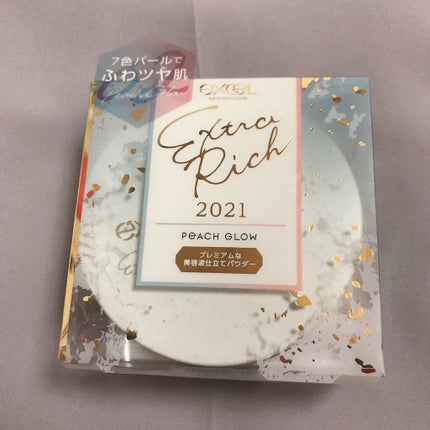 7色パールで
ふわツヤ肌
excel
Extra
Rich
2021
PEACH GLOW
プレミアムな
美容液仕立てパウダー